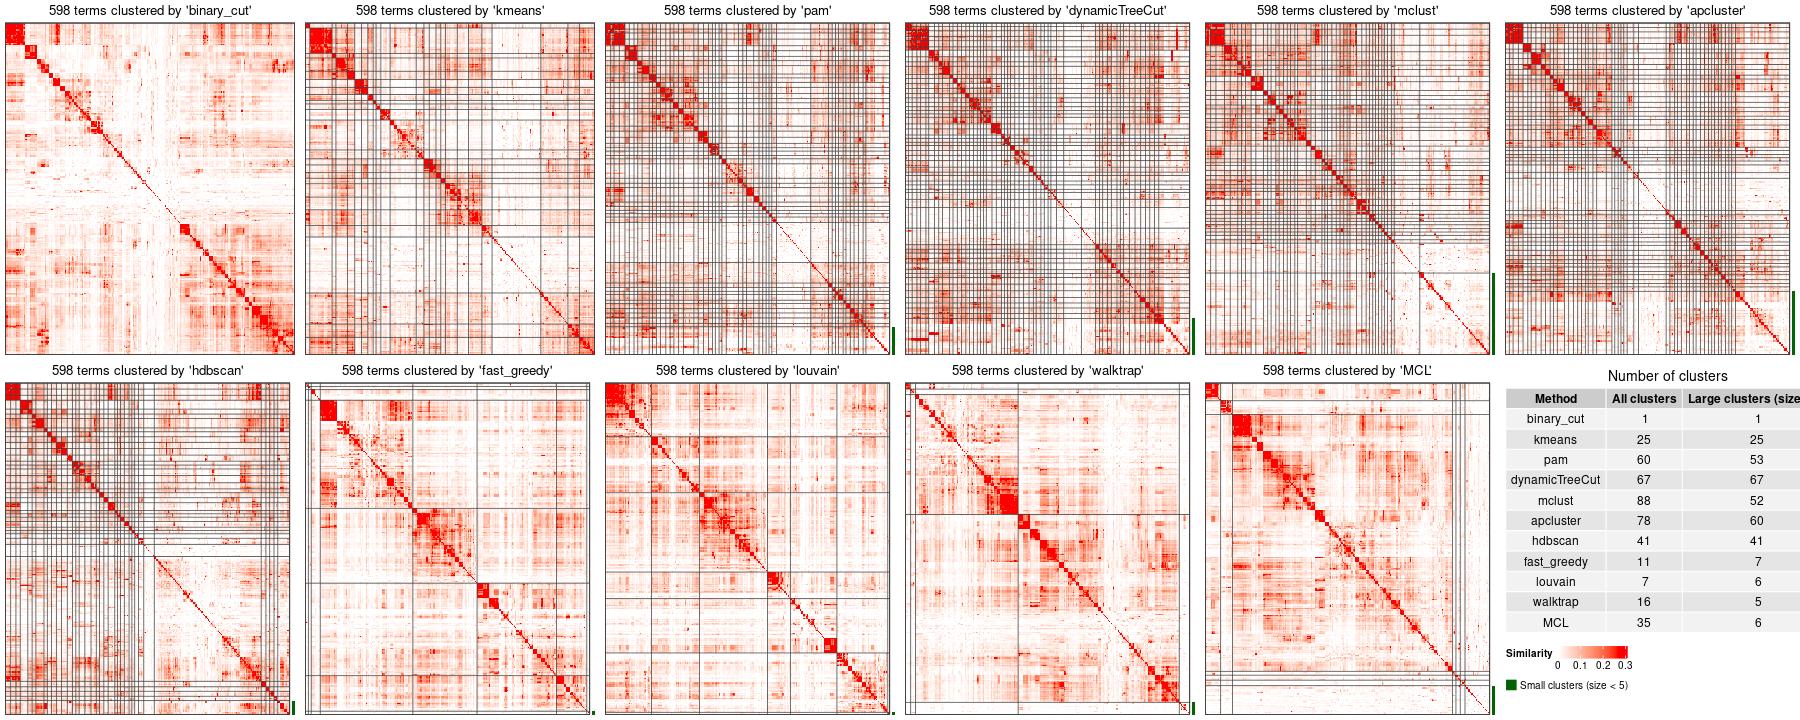 598 terms clustered by 'binary_cut'
598 terms clustered by 'kmeans'
598 terms clustered by 'pam'
598 terms clustered by 'dynamicTreeCut'
598 terms clustered by 'mclust'
598 terms clustered by 'apcluster'
598 terms clustered by 'hdbscan'
598 terms clustered by 'fast_greedy'
598 terms clustered by 'louvain'
598 terms clustered by 'walktrap'
598 terms clustered by 'MCL'
Number of clusters
Method All clusters Large clusters (size
binary_cut 1 1
kmeans 25 25
pam 60 53
dynamicTreeCut 67 67
mclust 88 52
apcluster 78 60
hdbscan 41 41
fast_greedy 11 7
louvain 7 6
walktrap 16 5
MCL 35 6
Similarity
0 0.1 0.2 0.3
Small clusters (size < 5)